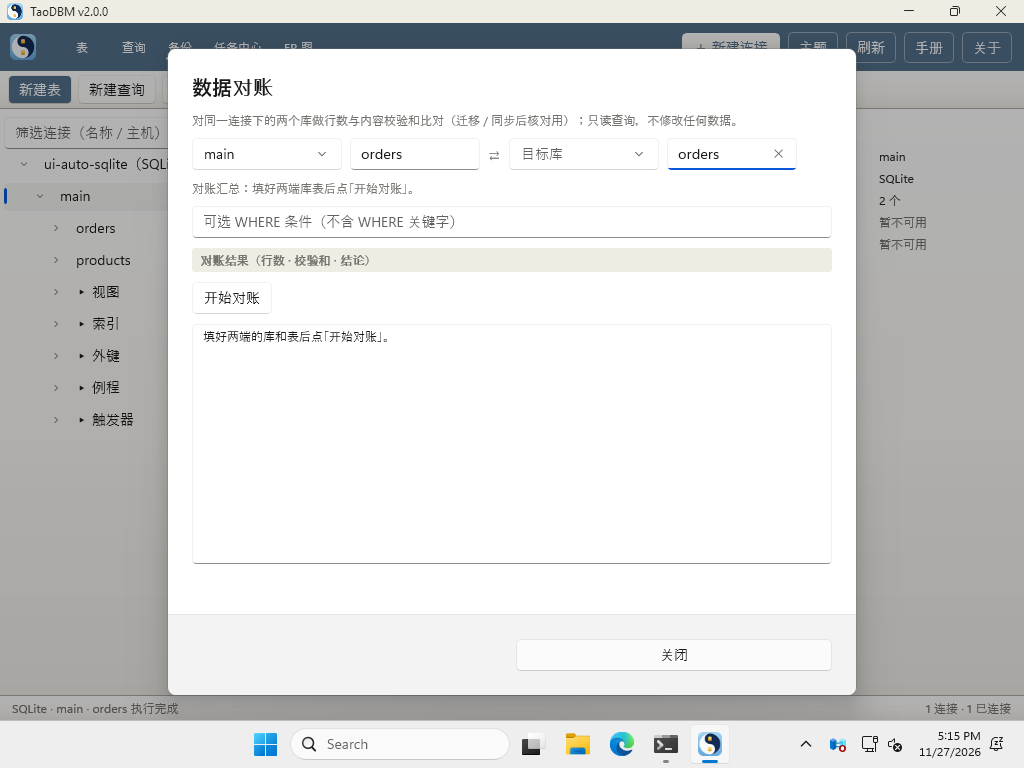 TaoDBM v2.0.0
表 查询 备份 任务中心 ER 图 + 新建连接 主题 刷新 手册 关于
新建表 新建查询
筛选连接（名称 / 主机）
ui-auto-sqlite（SQLi
main
orders
products
视图
索引
外键
例程
触发器
数据对账
对同一连接下的两个库做行数与内容校验和比对（迁移 / 同步后核对用）；只读查询，不修改任何数据。
main orders ⇄ 目标库 orders
对账汇总：填好两端库表后点「开始对账」。
可选 WHERE 条件（不含 WHERE 关键字）
对账结果（行数 · 校验和 · 结论）
开始对账
填好两端的库和表后点「开始对账」。
关闭
main
SQLite
2 个
暂不可用
暂不可用
SQLite · main · orders 执行完成
1 连接 · 1 已连接
Search
5:15 PM
11/27/2026